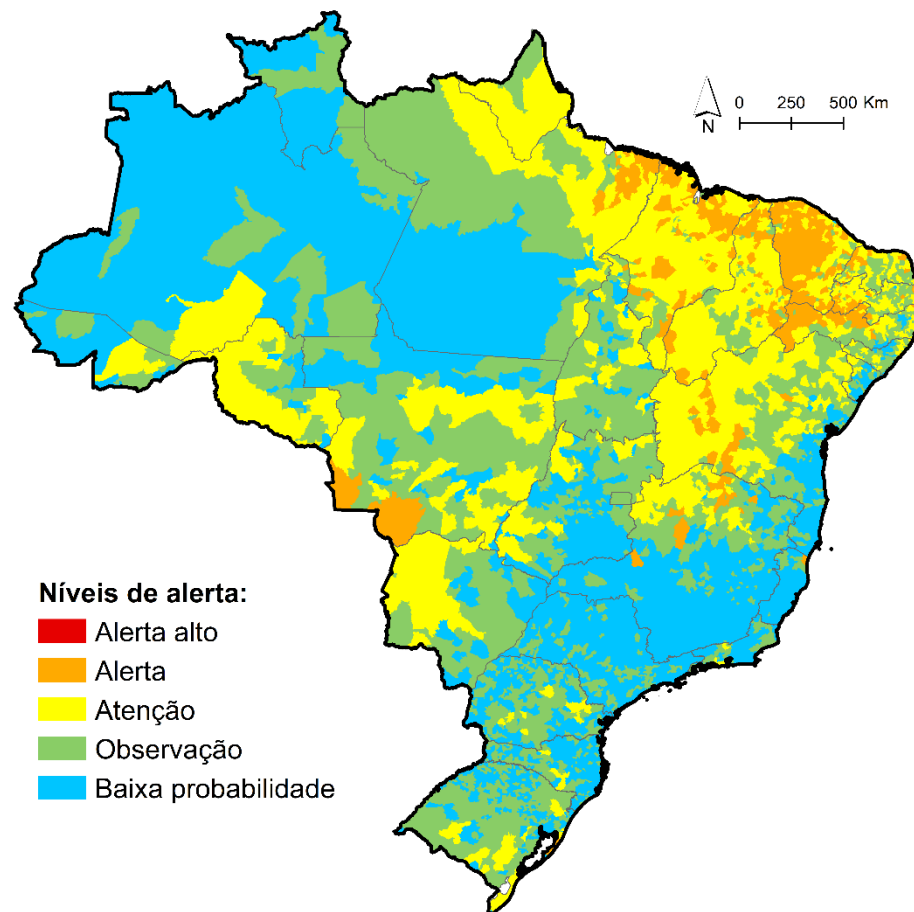 0 250 500 Km
N
Níveis de alerta:
Alerta alto
Alerta
Atenção
Observação
Baixa probabilidade